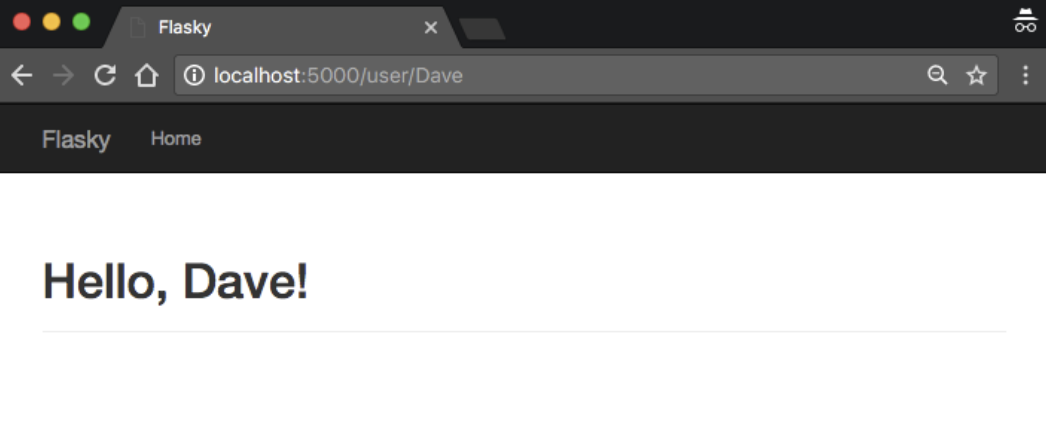 Flasky
localhost:5000/user/Dave
Flasky Home
Hello, Dave!